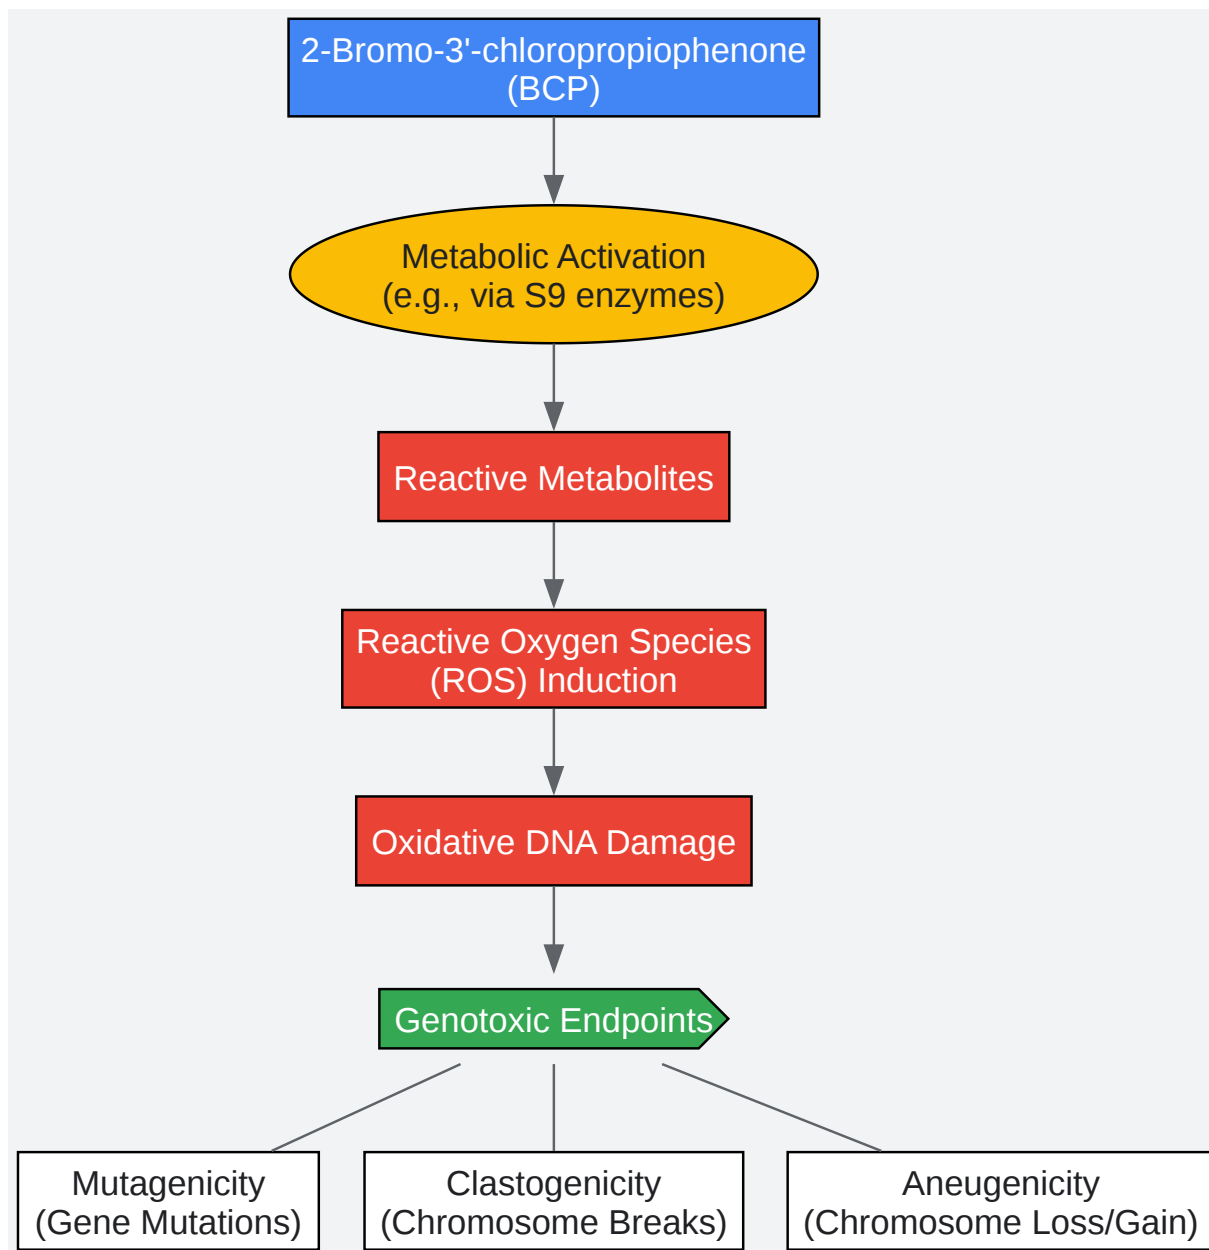 2-Bromo-3'-chloropropiophenone
(BCP)
Metabolic Activation
(e.g., via S9 enzymes)
Reactive Metabolites
Reactive Oxygen Species
(ROS) Induction
Oxidative DNA Damage
Genotoxic Endpoints
Mutagenicity
(Gene Mutations)
Clastogenicity
(Chromosome Breaks)
Aneugenicity
(Chromosome Loss/Gain)